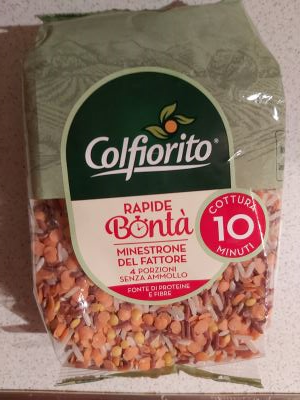 Colfiorito®
RAPIDE
Bontà
MINESTRONE
DEL FATTORE
4 PORZIONI
SENZA AMMOLLO
FONTE DI PROTEINE
E FIBRE
COTTURA
10
MINUTI